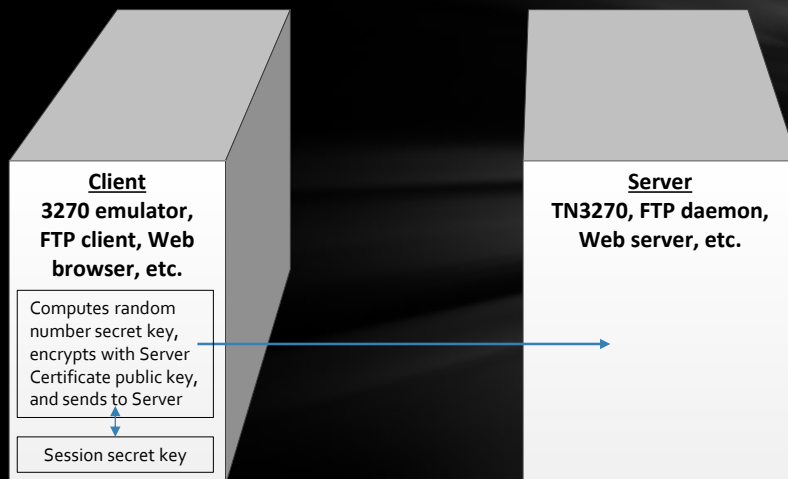 Client
3270 emulator,
FTP client, Web
browser, etc.
Computes random
number secret key,
encrypts with Server
Certificate public key,
and sends to Server
Session secret key
Server
TN3270, FTP daemon,
Web server, etc.